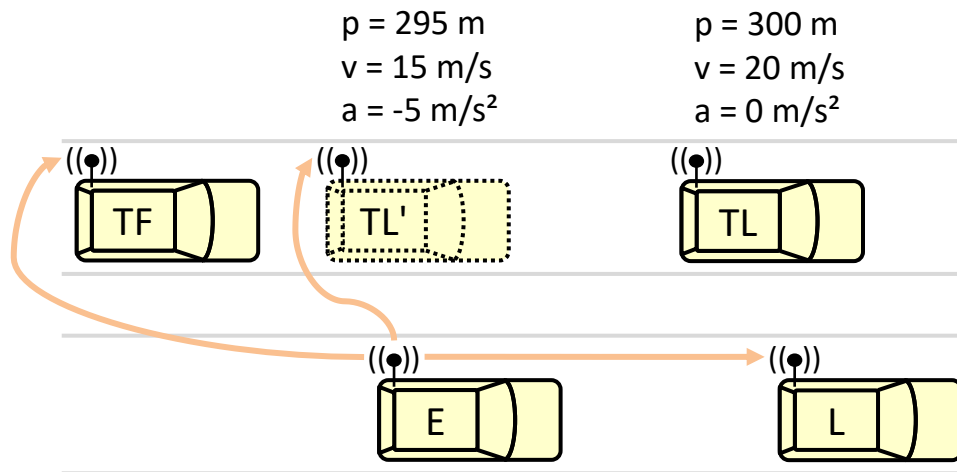 p = 295 m
v = 15 m/s
a = -5 m/s²
p = 300 m
v = 20 m/s
a = 0 m/s²
TF
TL'
TL
E
L